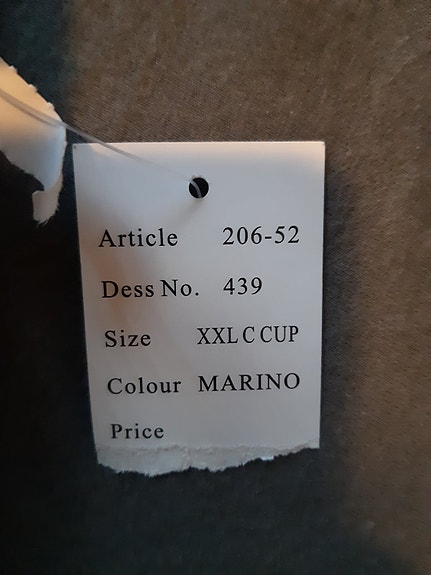 Article 206-52
Dess No. 439
Size XXL C CUP
Colour MARINO
Price